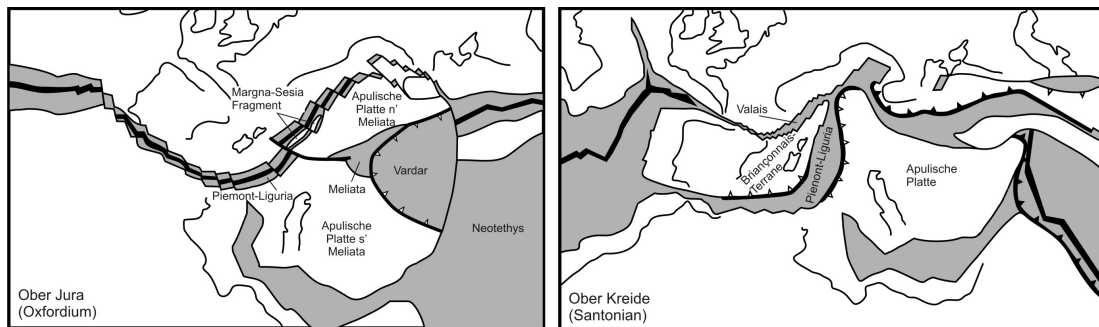 Margna-Sesia
Fragment
Apulische
Platte n'
Meliata
Piemont-Liguria
Meliata
Vardar
Apulische
Platte s'
Meliata
Neotethys
Ober Jura
(Oxfordium)
Valais
Briançonnais-
Terrane
Pienont-Liguria
Apulische
Platte
Ober Kreide
(Santonian)